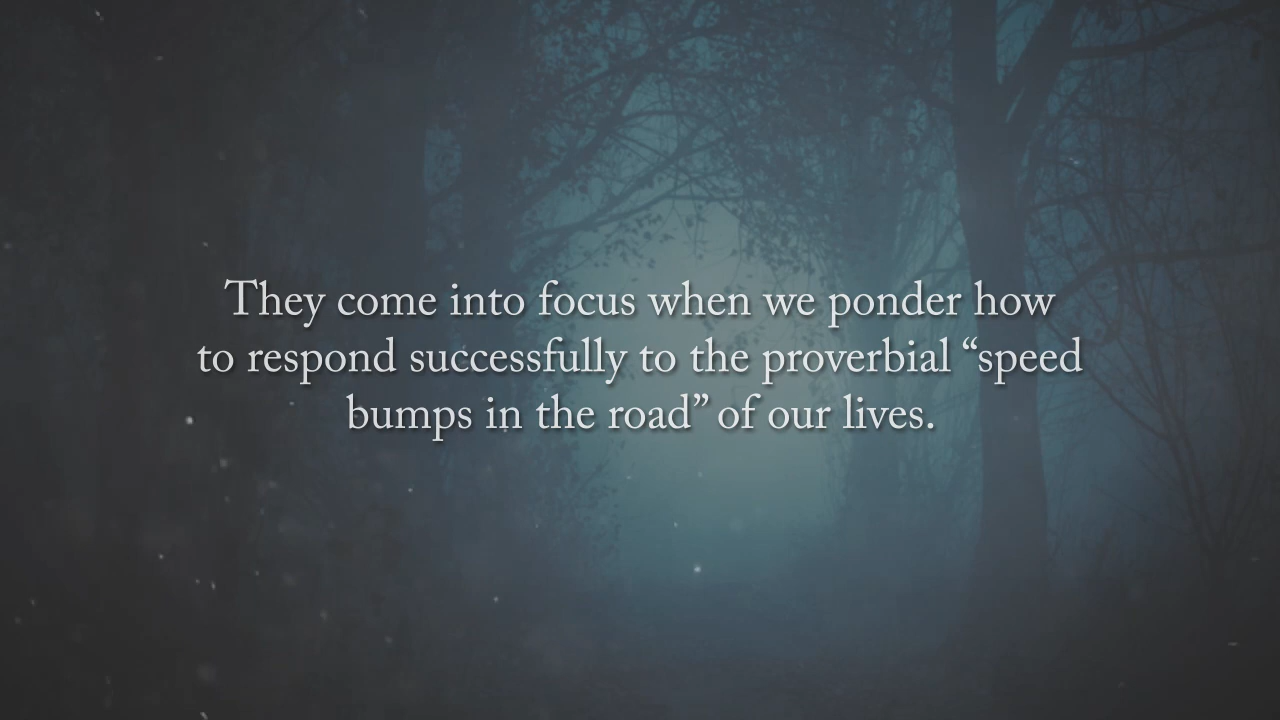 They come into focus when we ponder how
to respond successfully to the proverbial “speed
bumps in the road” of our lives.